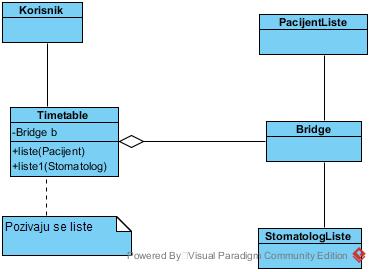 Korisnik
PacijentListe
Timetable
-Bridge b
+liste(Pacijent)
+liste1(Stomatolog)
Bridge
Pozivaju se liste
StomatologListe
Powered By Visual Paradigm Community Edition